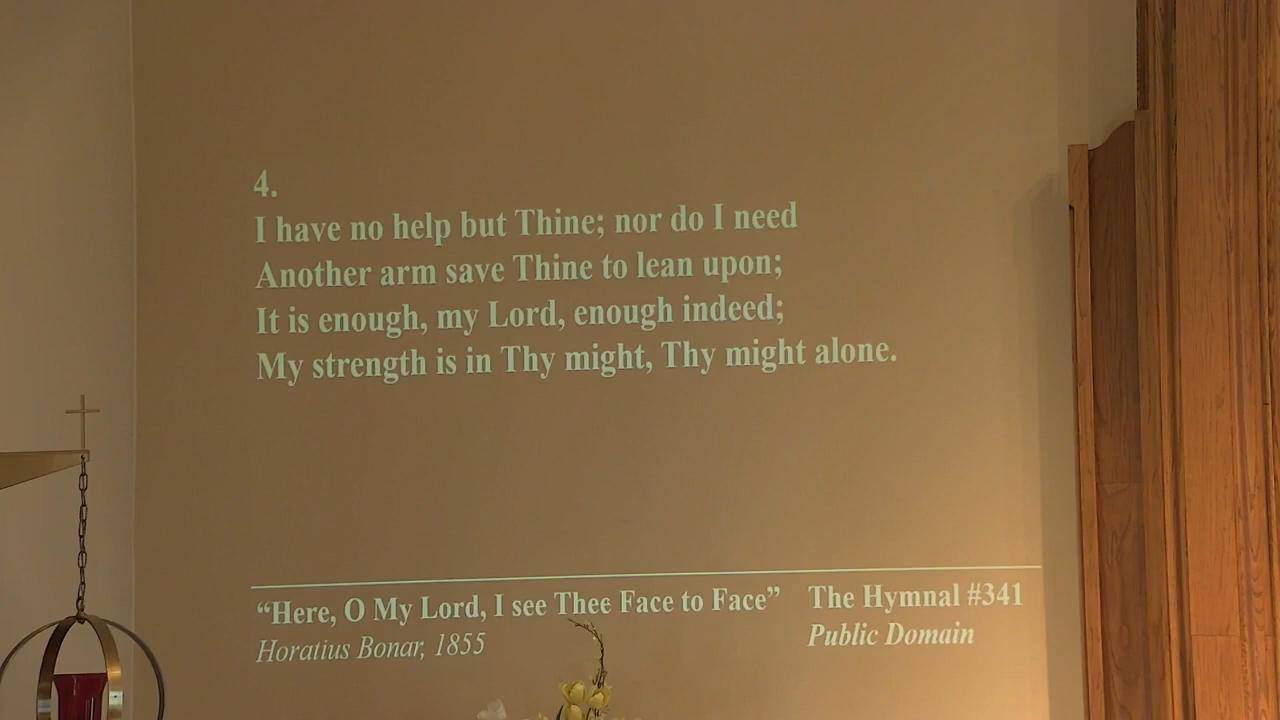 4.
I have no help but Thine; nor do I need
Another arm save Thine to lean upon;
It is enough, my Lord, enough indeed;
My strength is in Thy might, Thy might alone.
“Here, O My Lord, I see Thee Face to Face” The Hymnal #341
Horatius Bonar, 1855 Public Domain